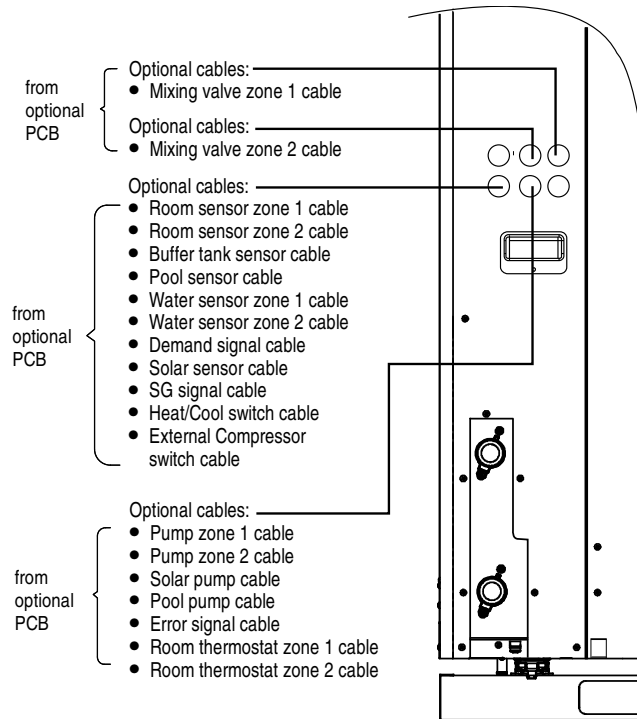 from
optional
PCB
Optional cables:
● Mixing valve zone 1 cable
Optional cables:
● Mixing valve zone 2 cable
from
optional
PCB
Optional cables:
● Room sensor zone 1 cable
● Room sensor zone 2 cable
● Buffer tank sensor cable
● Pool sensor cable
● Water sensor zone 1 cable
● Water sensor zone 2 cable
● Demand signal cable
● Solar sensor cable
● SG signal cable
● Heat/Cool switch cable
● External Compressor
switch cable
from
optional
PCB
Optional cables:
● Pump zone 1 cable
● Pump zone 2 cable
● Solar pump cable
● Pool pump cable
● Error signal cable
● Room thermostat zone 1 cable
● Room thermostat zone 2 cable